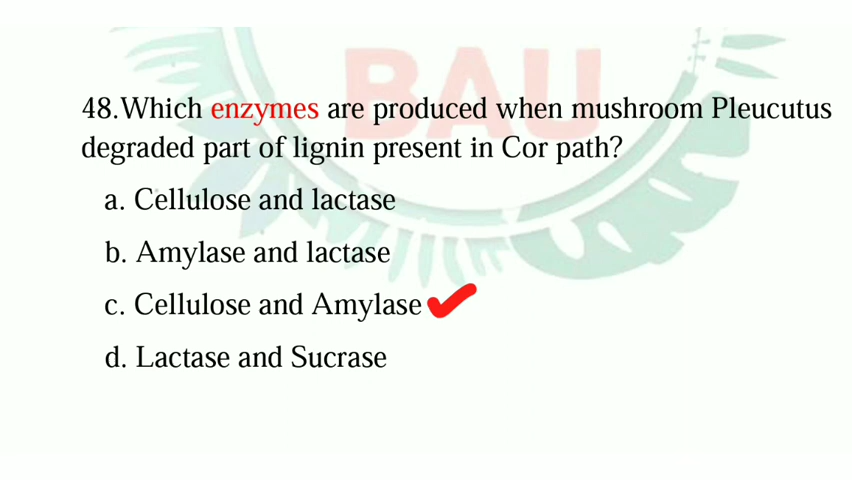 BAU
48.Which enzymes are produced when mushroom Pleucutus
degraded part of lignin present in Cor path?
a. Cellulose and lactase
b. Amylase and lactase
c. Cellulose and Amylase
d. Lactase and Sucrase